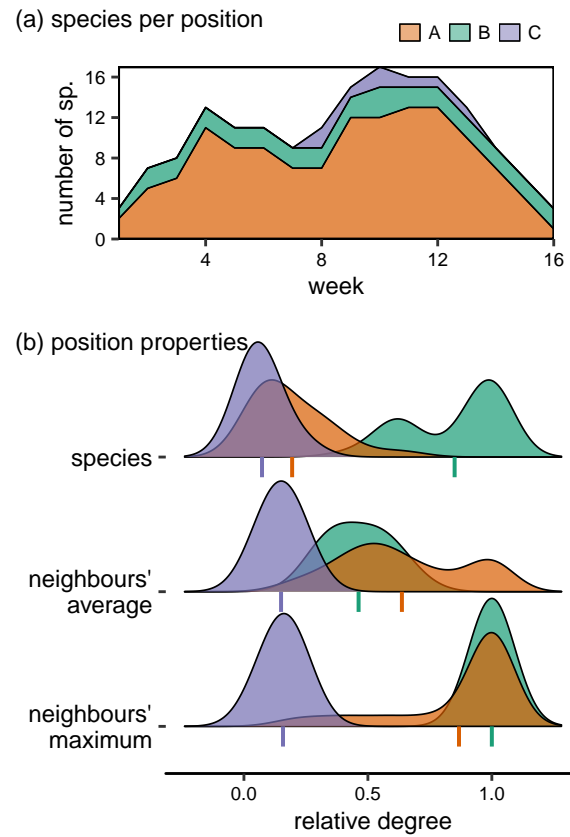 (a) species per position
A B C
number of sp.
16
12
8
4
0
4 8 12 16
week
(b) position properties
species
neighbours'
average
neighbours'
maximum
0.0 0.5 1.0
relative degree